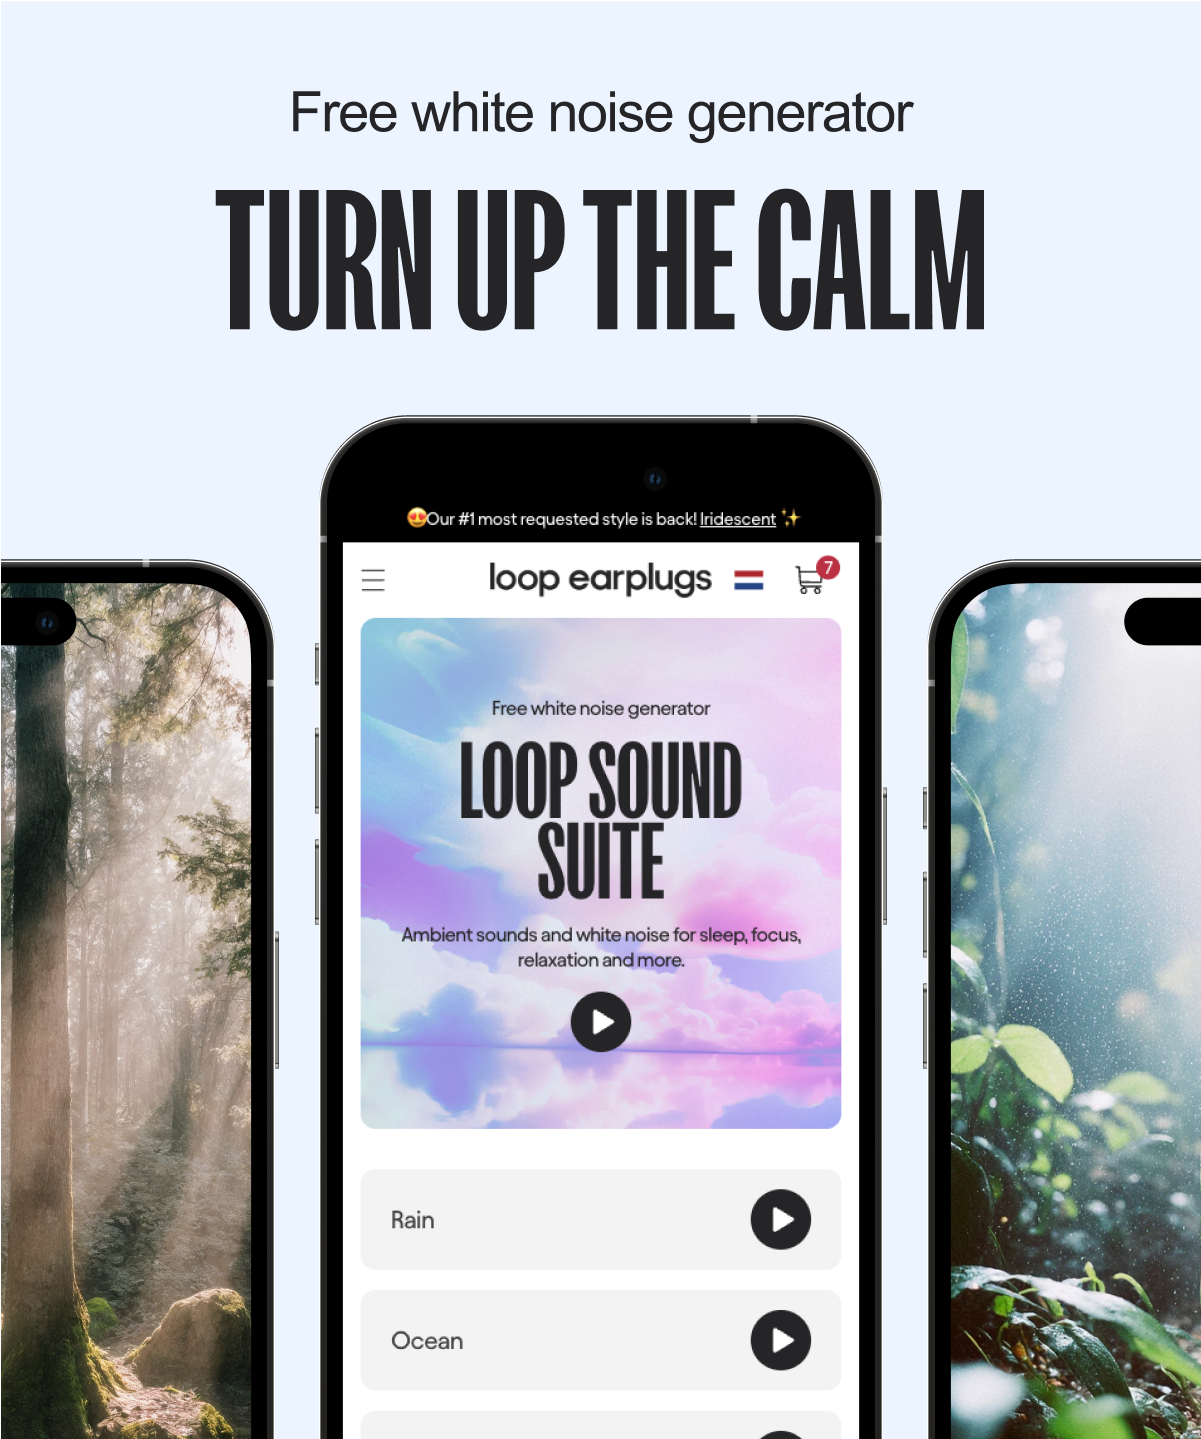 Free white noise generator
TURN UP THE CALM
😍Our #1 most requested style is back! Iridescent ✨
loop earplugs
7
Free white noise generator
LOOP SOUND
SUITE
Ambient sounds and white noise for sleep, focus,
relaxation and more.
Rain
Ocean